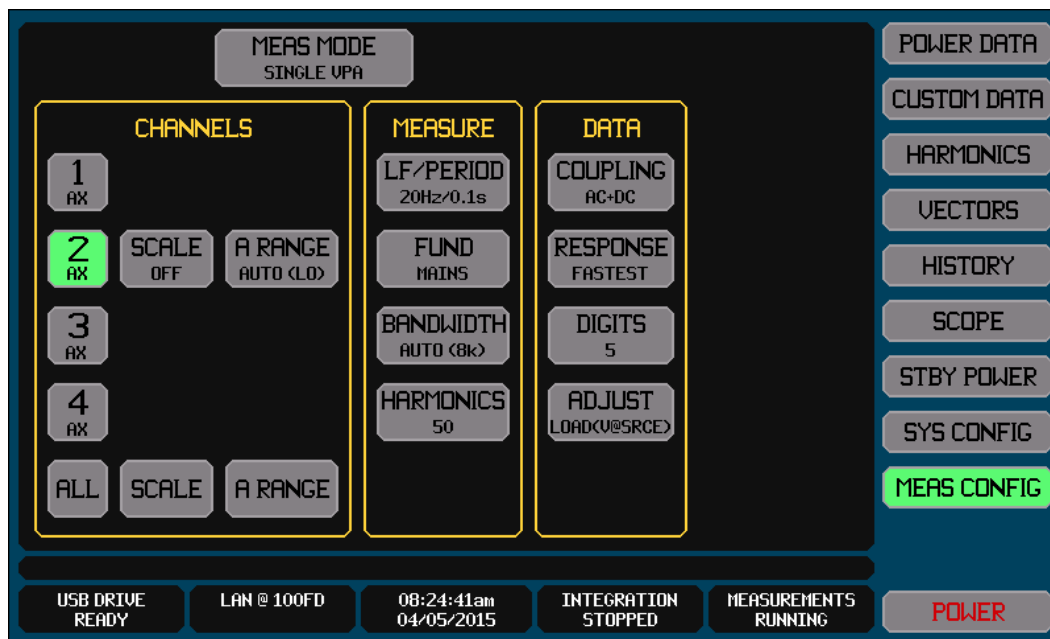 MEAS MODE
SINGLE VPA
CHANNELS
1
AX
2
AX
SCALE
OFF
A RANGE
AUTO (LO)
3
AX
4
AX
ALL
SCALE
A RANGE
MEASURE
LF/PERIOD
20Hz/0.1s
FUND
MAINS
BANDWIDTH
AUTO (8k)
HARMONICS
50
DATA
COUPLING
AC+DC
RESPONSE
FASTEST
DIGITS
5
ADJUST
LOAD(V@SRCE)
POWER DATA
CUSTOM DATA
HARMONICS
VECTORS
HISTORY
SCOPE
STBY POWER
SYS CONFIG
MEAS CONFIG
POWER
USB DRIVE
READY
LAN @ 100FD
08:24:41am
04/05/2015
INTEGRATION
STOPPED
MEASUREMENTS
RUNNING